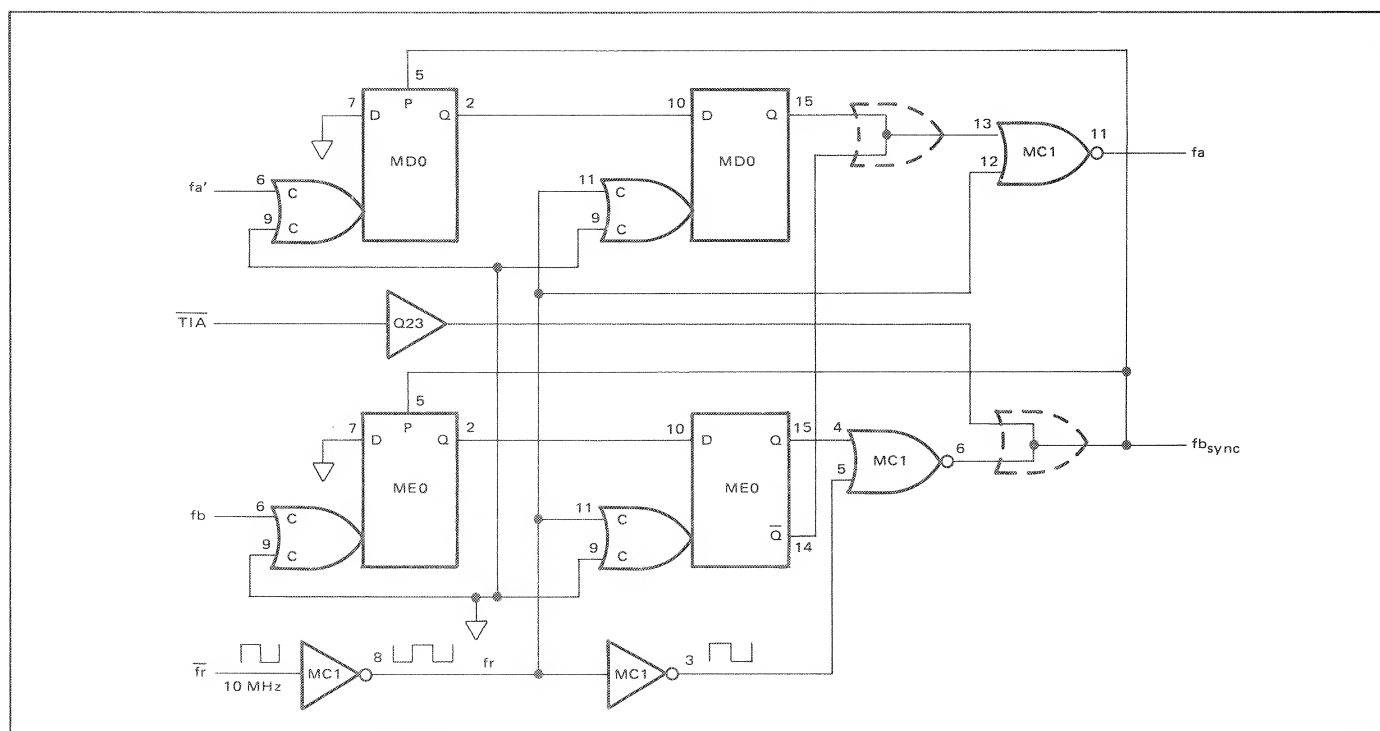 5
7 D P Q 2
10 D Q 15
MD0
MD0
13
12
MC1
11
fa
fa' 6 C
9 C
11 C
9 C
TIA
Q23
5
7 D P Q 2
10 D Q 15
ME0
ME0
4
5
MC1
6
fbsync
fb 6 C
9 C
11 C
9 C
Q
14
fr
10 MHz
MC1
8
fr
MC1
3